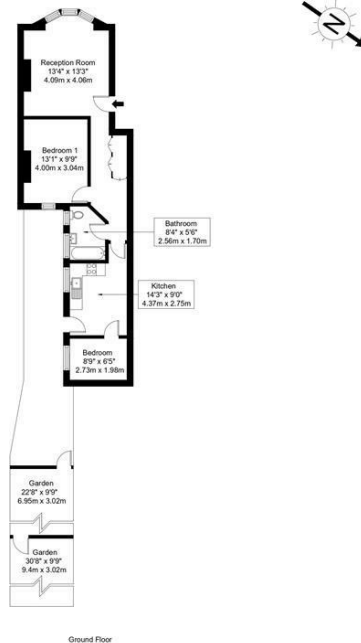 N
Reception Room
13'4" x 13'3"
4.09m x 4.06m
Bedroom 1
13'1" x 9'9"
4.00m x 3.04m
Bathroom
8'4" x 5'6"
2.56m x 1.70m
Kitchen
14'3" x 9'0"
4.37m x 2.75m
Bedroom
8'9" x 6'5"
2.73m x 1.98m
Garden
22'8" x 9'9"
6.95m x 3.02m
Garden
30'8" x 9'9"
9.4m x 3.02m
Ground Floor